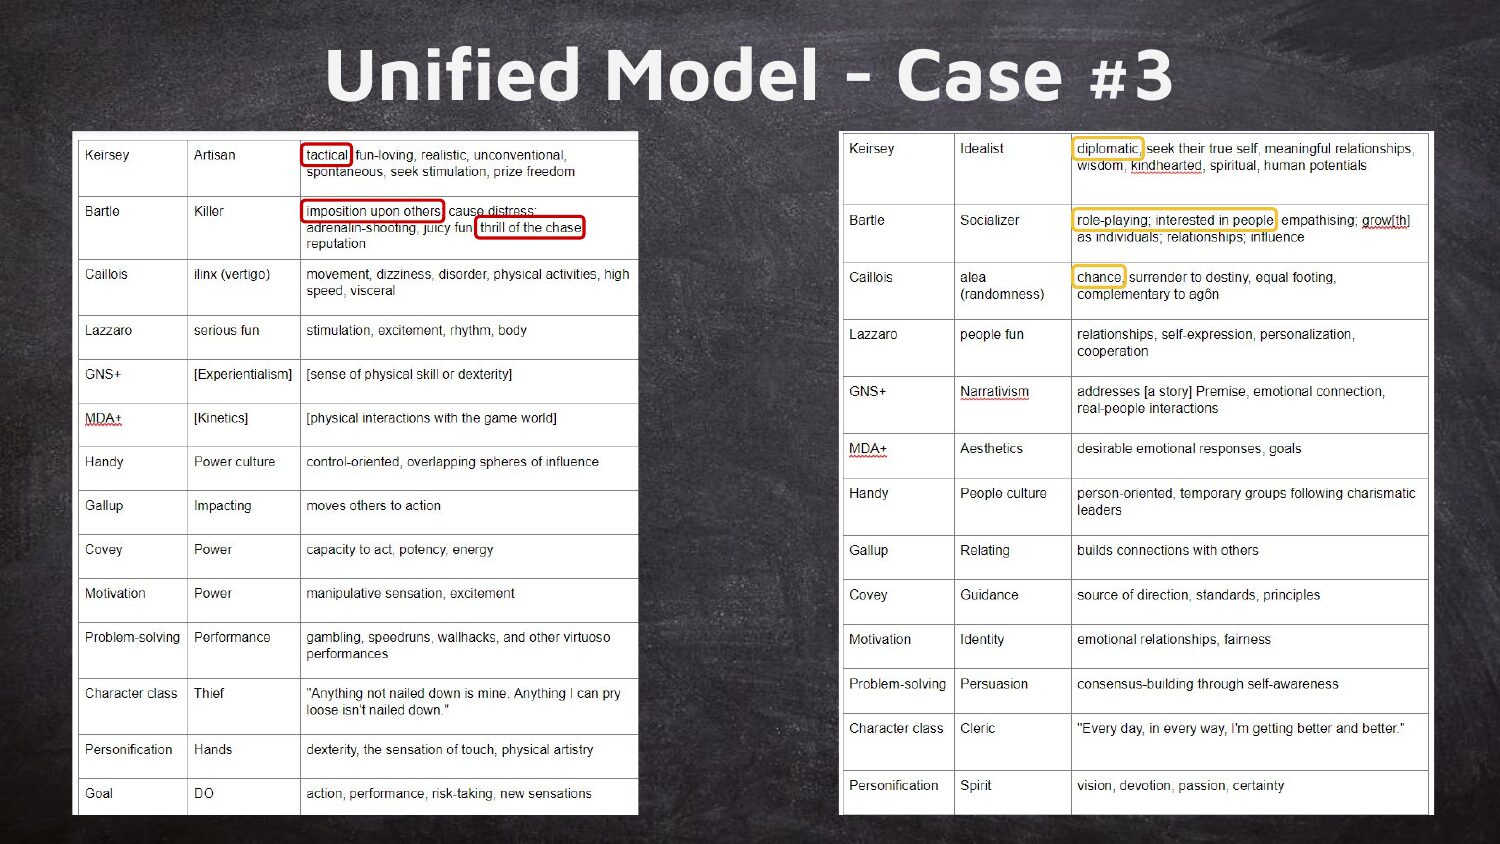 Unified Model - Case #3
Keirsey Artisan tactical, fun-loving, realistic, unconventional,
spontaneous, seek stimulation, prize freedom
Bartle Killer imposition upon others; cause distress;
adrenalin-shooting, juicy fun; thrill of the chase;
reputation
Caillois ilinx (vertigo) movement, dizziness, disorder, physical activities, high
speed, visceral
Lazzaro serious fun stimulation, excitement, rhythm, body
GNS+ [Experientialism] [sense of physical skill or dexterity]
MDA+ [Kinetics] [physical interactions with the game world]
Handy Power culture control-oriented, overlapping spheres of influence
Gallup Impacting moves others to action
Covey Power capacity to act, potency, energy
Motivation Power manipulative sensation, excitement
Problem-solving Performance gambling, speedruns, wallhacks, and other virtuoso
performances
Character class Thief "Anything not nailed down is mine. Anything I can pry
loose isn't nailed down."
Personification Hands dexterity, the sensation of touch, physical artistry
Goal DO action, performance, risk-taking, new sensations
Keirsey Idealist diplomatic, seek their true self, meaningful relationships,
wisdom, kindhearted, spiritual, human potentials
Bartle Socializer role-playing; interested in people; empathising; grow[th]
as individuals; relationships; influence
Caillois alea chance, surrender to destiny, equal footing,
(randomness) complementary to agôn
Lazzaro people fun relationships, self-expression, personalization,
cooperation
GNS+ Narrativism addresses [a story] Premise, emotional connection,
real-people interactions
MDA+ Aesthetics desirable emotional responses, goals
Handy People culture person-oriented, temporary groups following charismatic
leaders
Gallup Relating builds connections with others
Covey Guidance source of direction, standards, principles
Motivation Identity emotional relationships, fairness
Problem-solving Persuasion consensus-building through self-awareness
Character class Cleric "Every day, in every way, I'm getting better and better."
Personification Spirit vision, devotion, passion, certainty